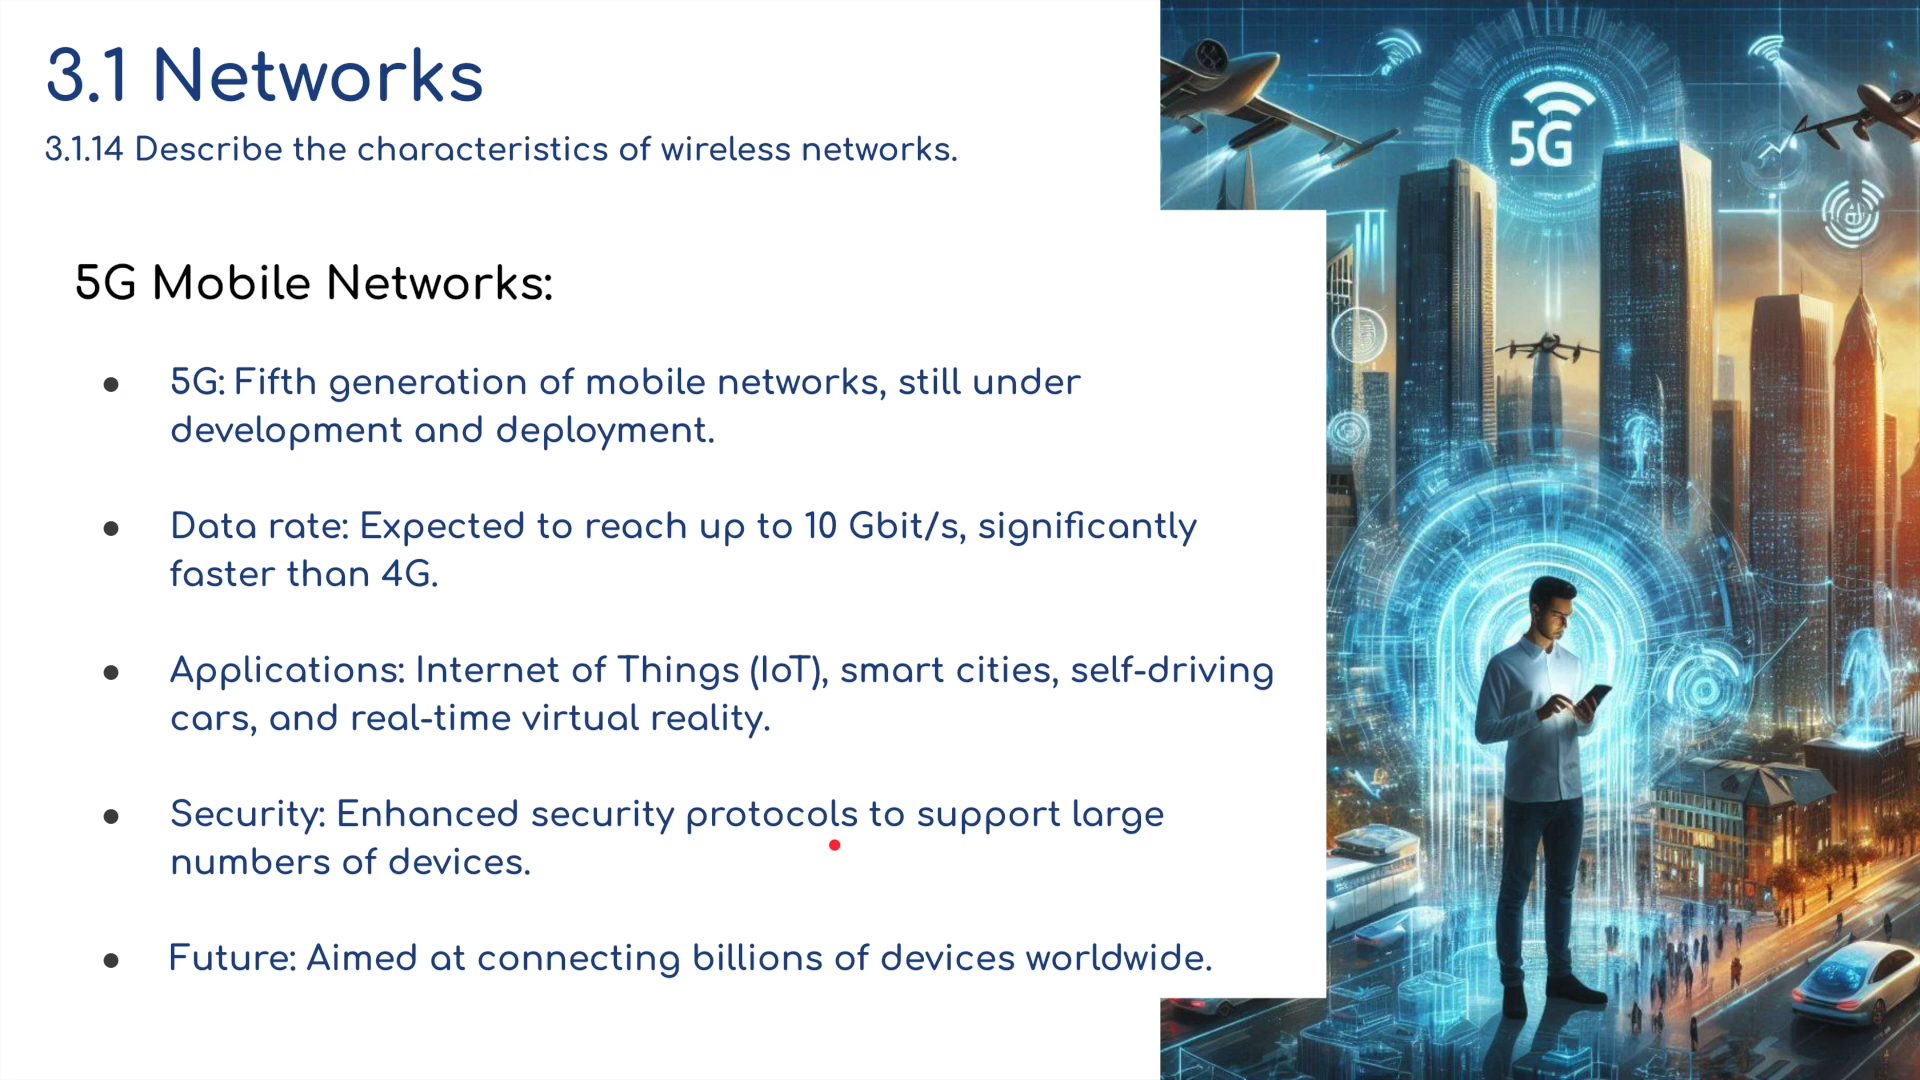 3.1 Networks
3.1.14 Describe the characteristics of wireless networks.
5G Mobile Networks:
● 5G: Fifth generation of mobile networks, still under
development and deployment.
● Data rate: Expected to reach up to 10 Gbit/s, significantly
faster than 4G.
● Applications: Internet of Things (IoT), smart cities, self-driving
cars, and real-time virtual reality.
● Security: Enhanced security protocols to support large
numbers of devices.
● Future: Aimed at connecting billions of devices worldwide.
5G